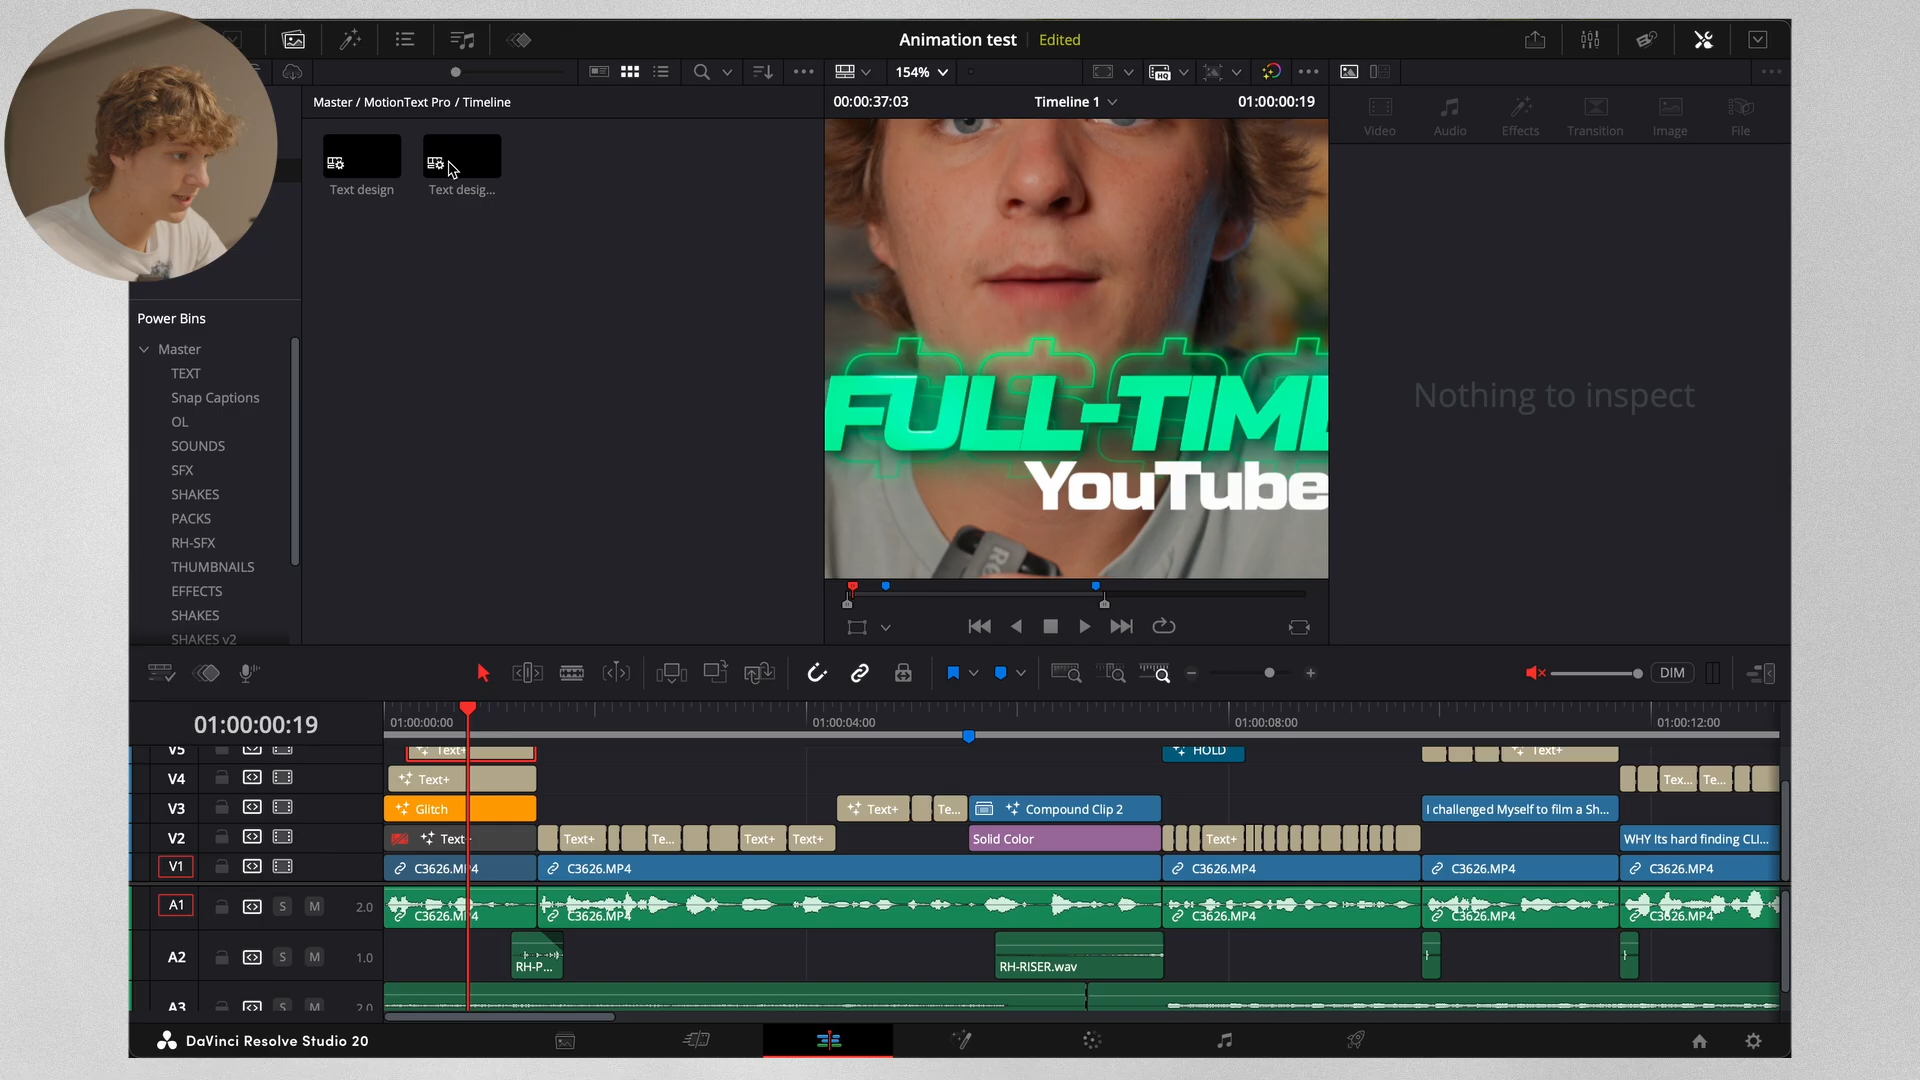 Animation test
Edited
154%
Master / MotionText Pro / Timeline
00:00:37:03
Timeline 1
01:00:00:19
Video
Audio
Effects
Transition
Image
File
Text design
Text desig...
Power Bins
Master
TEXT
Snap Captions
OL
SOUNDS
SFX
SHAKES
PACKS
RH-SFX
THUMBNAILS
EFFECTS
SHAKES
SHAKES v2
FULL-TIM
YouTube
Nothing to inspect
DIM
01:00:00:19
01:00:00:00
01:00:04:00
01:00:08:00
01:00:12:00
V5
Text+
HOLD
Text+
V4
Text+
Tex...
Te...
V3
Glitch
Text+
Te...
Compound Clip 2
I challenged Myself to film a Sh...
V2
Text
Text+
Te...
Text+
Text+
Solid Color
Text+
WHY Its hard finding CLI...
V1
C3626.MP4
C3626.MP4
C3626.MP4
C3626.MP4
C3626.MP4
A1
S
M
2.0
C3626.MP4
C3626.MP4
C3626.MP4
C3626.MP4
C3626.MP4
A2
S
M
1.0
RH-P...
RH-RISER.wav
A3
S
M
2.0
DaVinci Resolve Studio 20